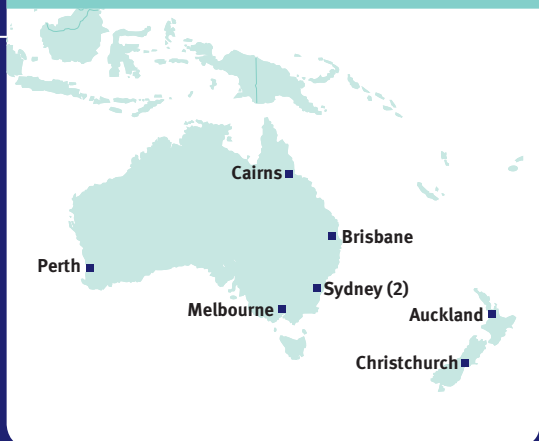 Cairns
Brisbane
Perth
Sydney (2)
Melbourne
Auckland
Christchurch